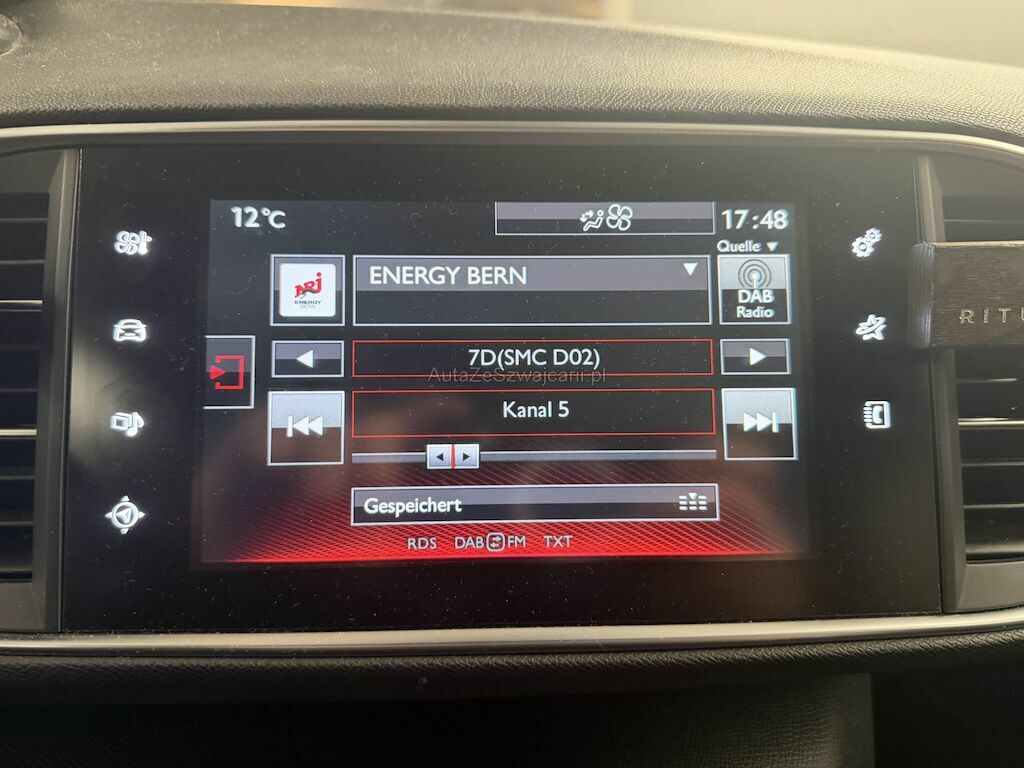 12°C
17:48
Quelle
NRJ
ENERGY
BERN
ENERGY BERN
DAB
Radio
7D(SMC D02)
AutaZeSzwajcarii.pl
Kanal 5
Gespeichert
RDS DAB FM TXT
RITU